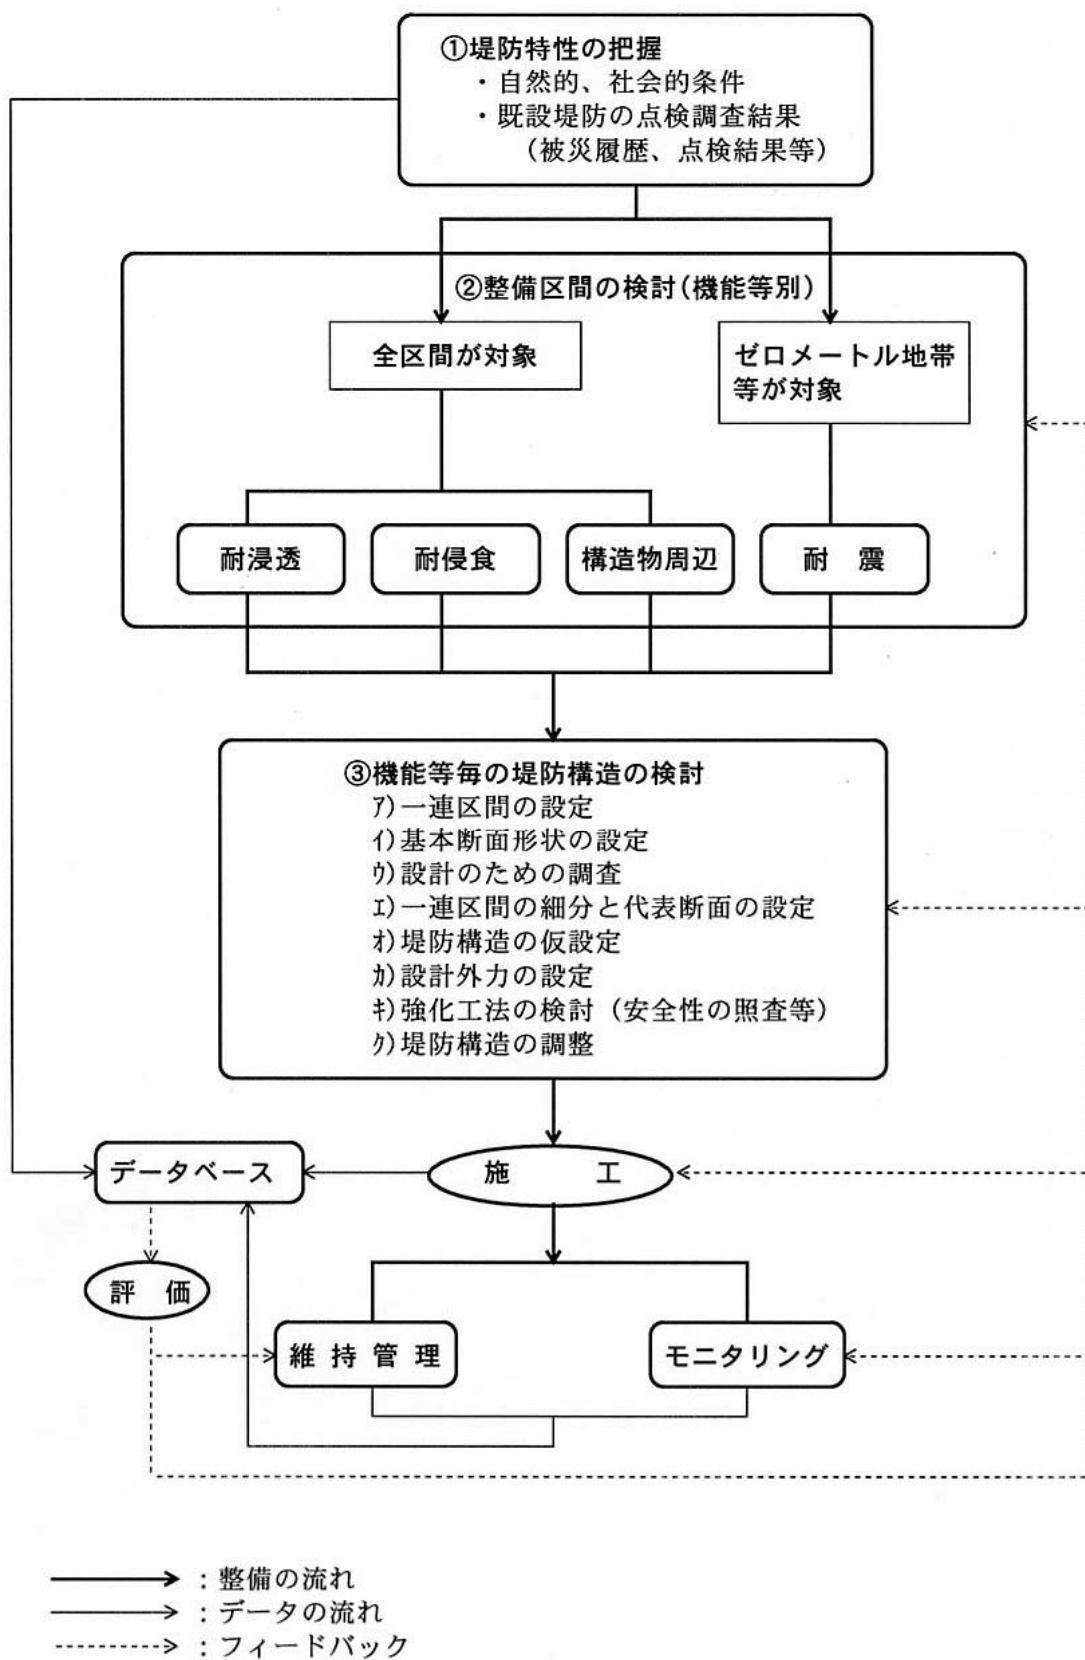 ①堤防特性の把握
・自然的、社会的条件
・既設堤防の点検調査結果
（被災履歴、点検結果等）
②整備区間の検討(機能等別)
全区間が対象
ゼロメートル地帯
等が対象
耐浸透
耐侵食
構造物周辺
耐 震
③機能等毎の堤防構造の検討
ｱ)一連区間の設定
ｲ)基本断面形状の設定
ｳ)設計のための調査
ｴ)一連区間の細分と代表断面の設定
ｵ)堤防構造の仮設定
ｶ)設計外力の設定
ｷ)強化工法の検討（安全性の照査等）
ｸ)堤防構造の調整
データベース
施 工
評 価
維 持 管 理
モニタリング
：整備の流れ
：データの流れ
：フィードバック